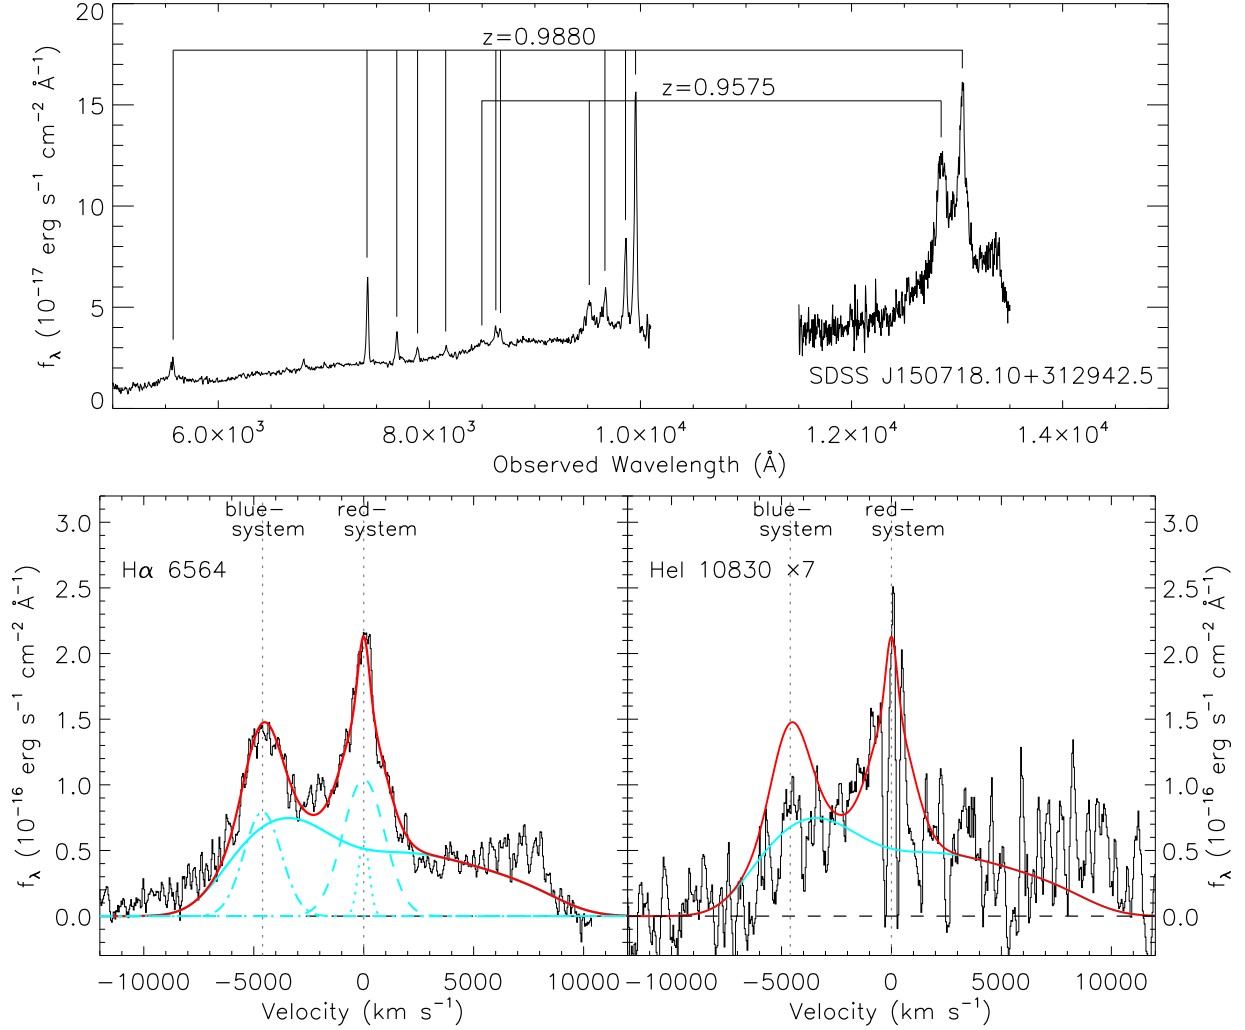 20
15
10
5
0
f_λ (10⁻¹⁷ erg s⁻¹ cm⁻² Å⁻¹)
z=0.9880
z=0.9575
SDSS J150718.10+312942.5
6.0×10³ 8.0×10³ 1.0×10⁴ 1.2×10⁴ 1.4×10⁴
Observed Wavelength (Å)
blue-
system
red-
system
Hα 6564
3.0
2.5
2.0
1.5
1.0
0.5
0.0
f_λ (10⁻¹⁶ erg s⁻¹ cm⁻² Å⁻¹)
−10000 −5000 0 5000 10000
Velocity (km s⁻¹)
blue-
system
red-
system
HeI 10830 ×7
3.0
2.5
2.0
1.5
1.0
0.5
0.0
f_λ (10⁻¹⁶ erg s⁻¹ cm⁻² Å⁻¹)
−10000 −5000 0 5000 10000
Velocity (km s⁻¹)